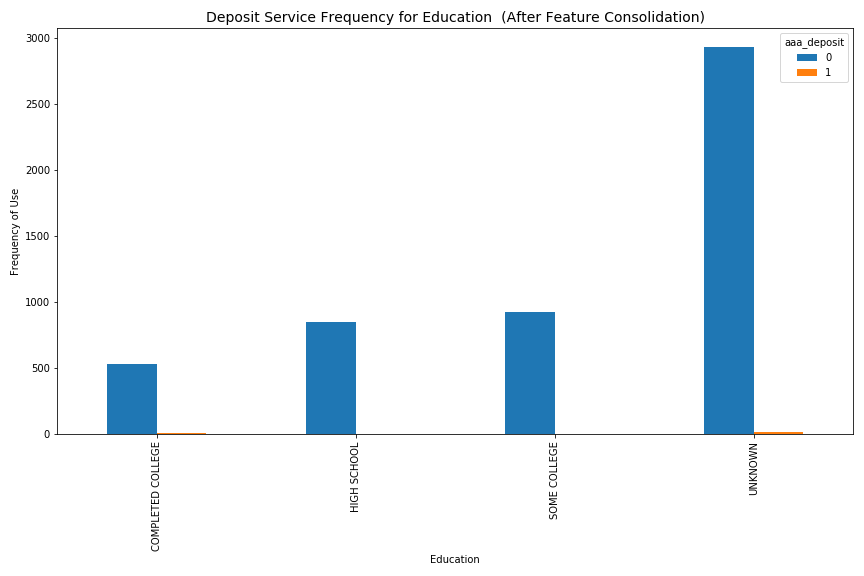 Deposit Service Frequency for Education  (After Feature Consolidation)
aaa_deposit
0
1
Frequency of Use
3000
2500
2000
1500
1000
500
0
COMPLETED COLLEGE
HIGH SCHOOL
SOME COLLEGE
UNKNOWN
Education